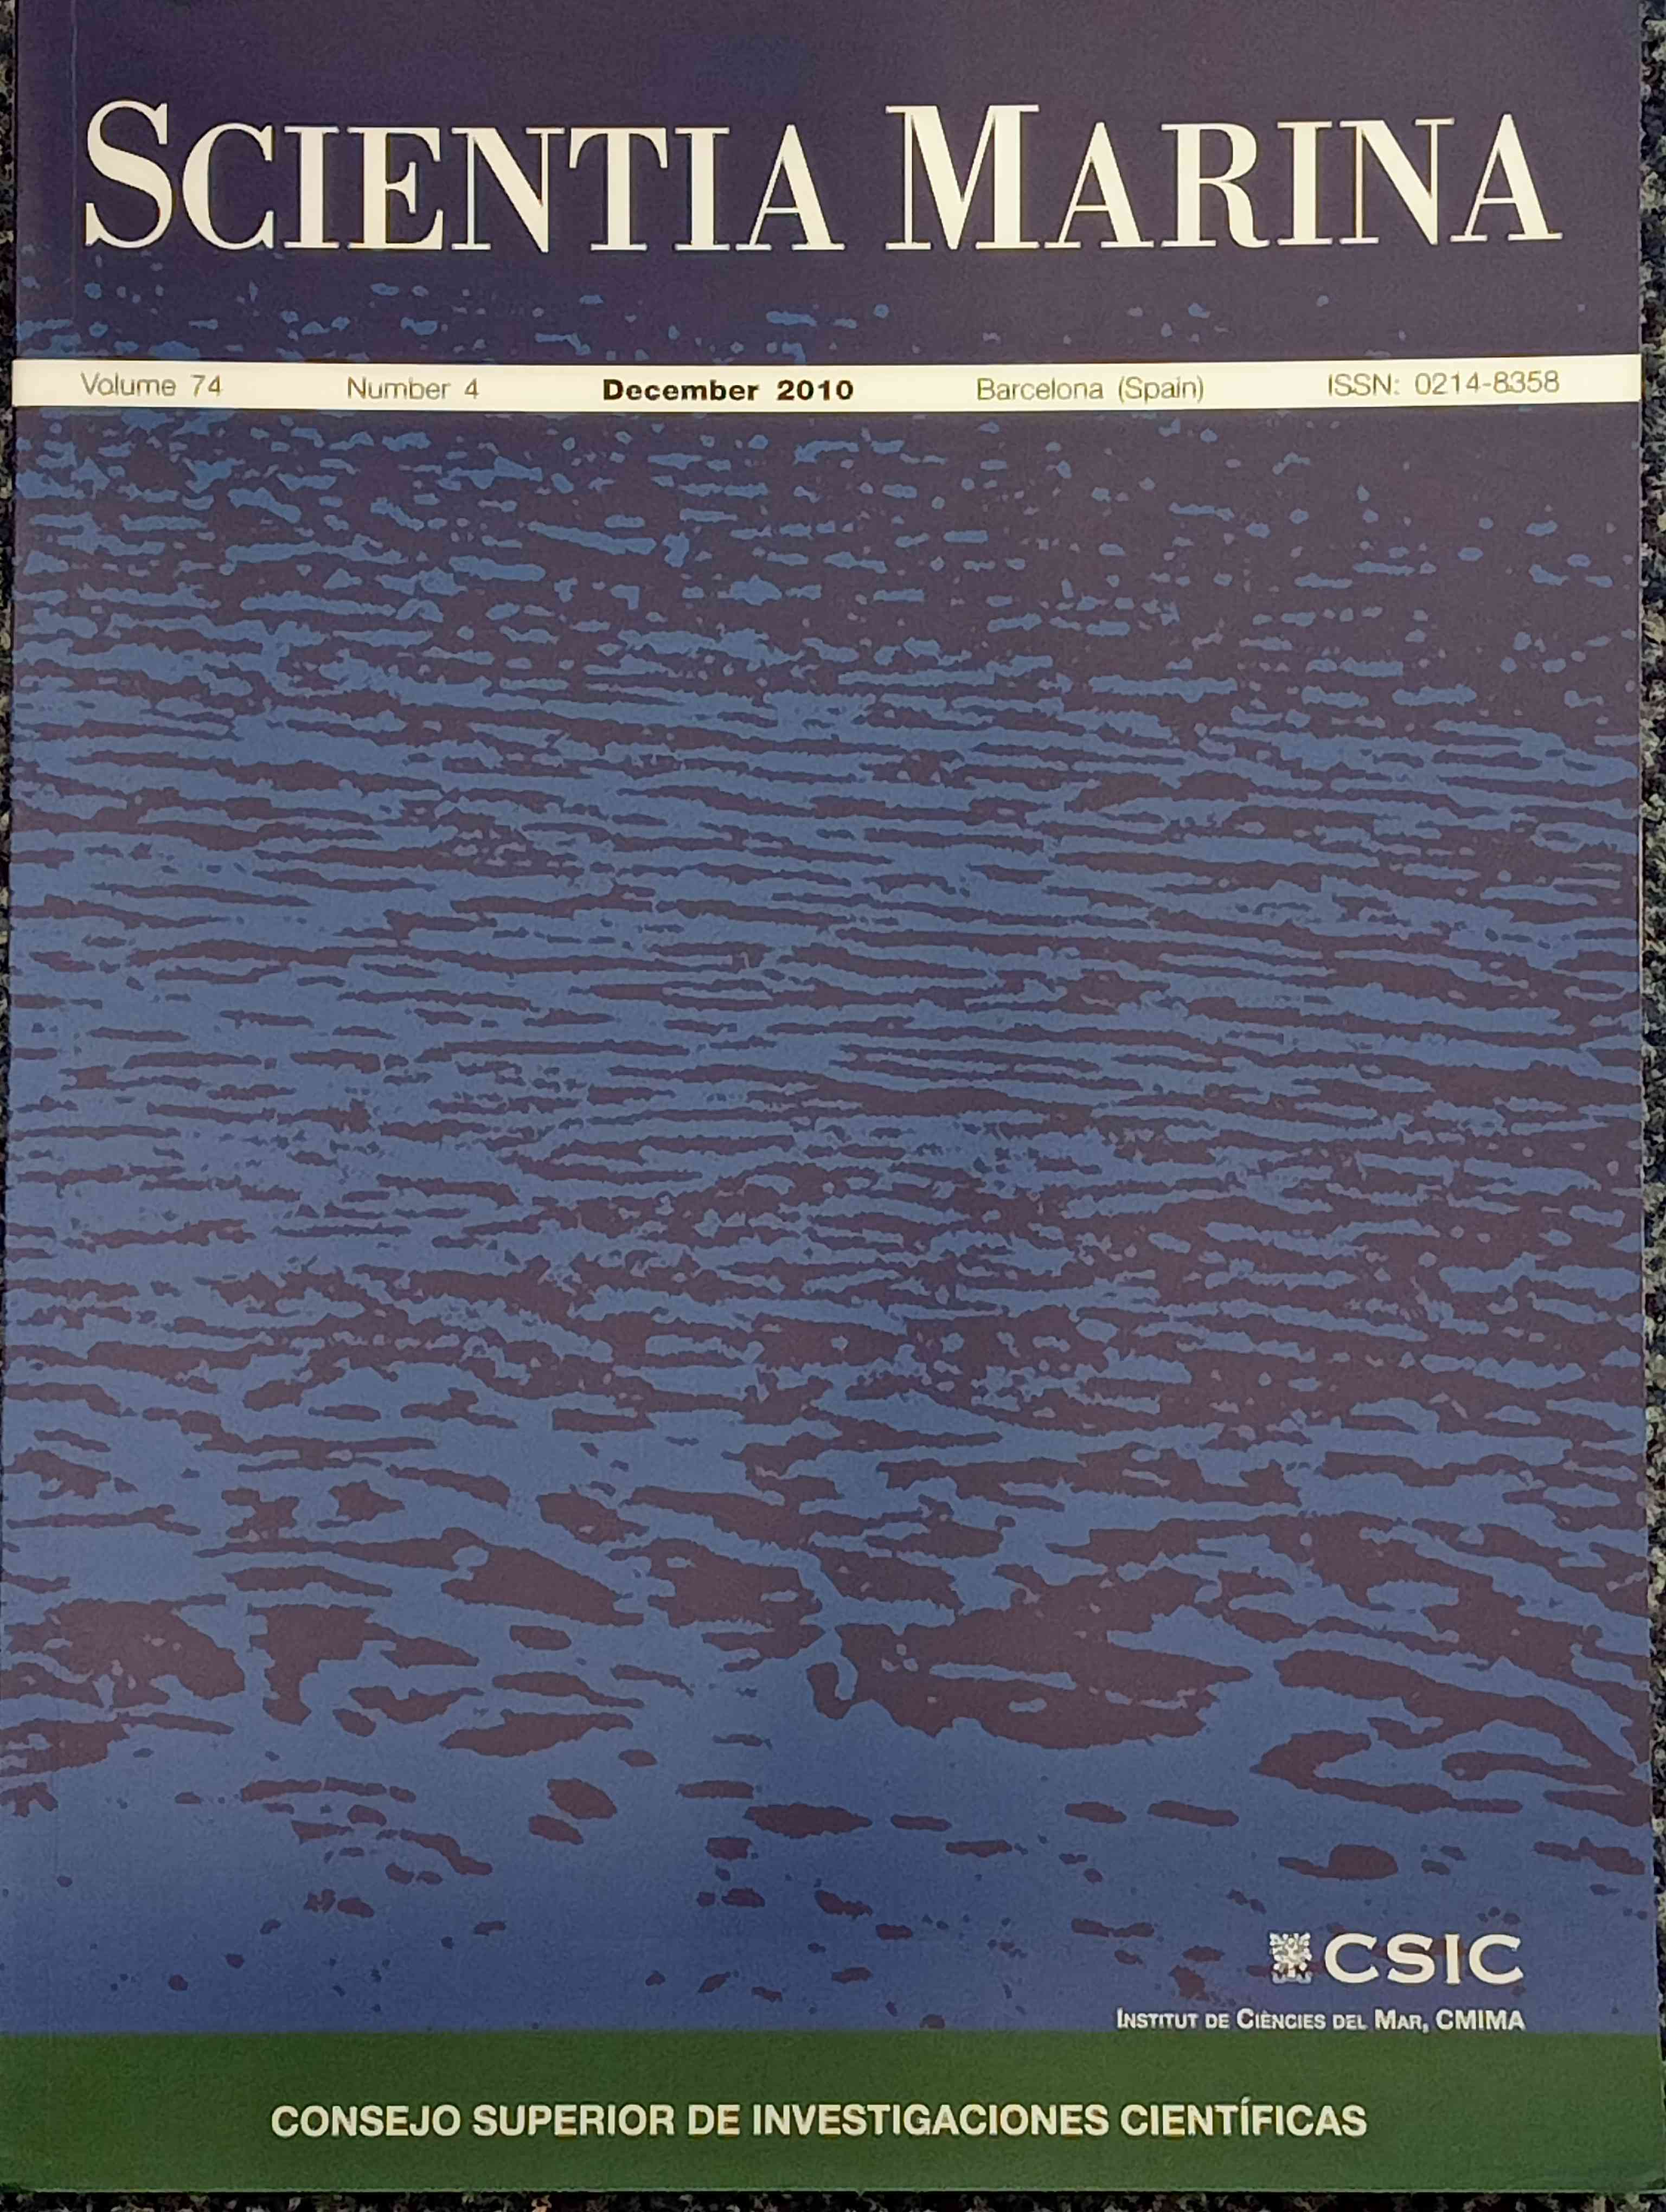 SCIENTIA MARINA
Volume 74 Number 4 December 2010 Barcelona (Spain) ISSN: 0214-8358
CSIC
INSTITUT DE CIÈNCIES DEL MAR, CMIMA
CONSEJO SUPERIOR DE INVESTIGACIONES CIENTÍFICAS